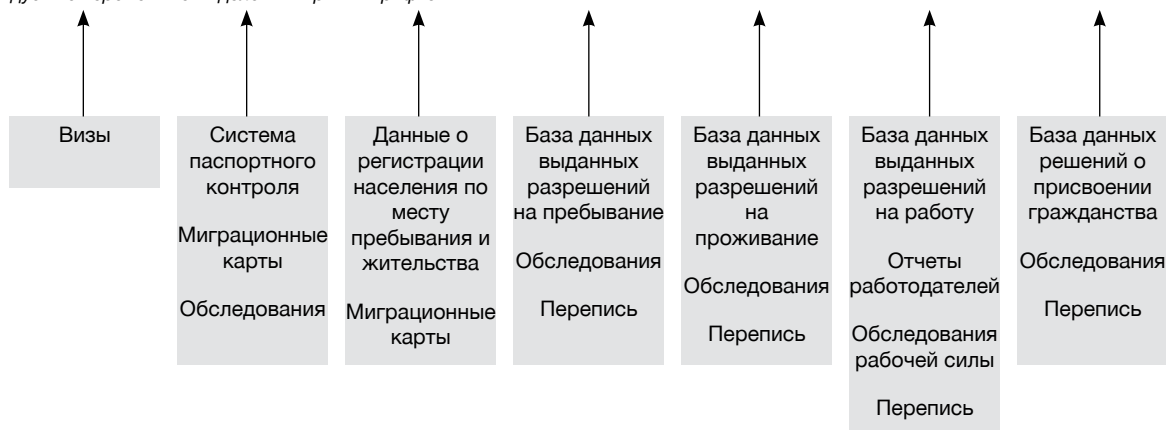 Визы
Система
паспортного
контроля
Миграционные
карты
Обследования
Данные о
регистрации
населения по
месту
пребывания и
жительства
Миграционные
карты
База данных
выданных
разрешений
на пребывание
Обследования
Перепись
База данных
выданных
разрешений
на
проживание
Обследования
Перепись
База данных
выданных
разрешений
на работу
Отчеты
работодателей
Обследования
рабочей силы
Перепись
База данных
решений о
присвоении
гражданства
Обследования
Перепись